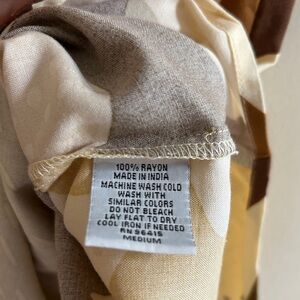 100% RAYON
MADE IN INDIA
MACHINE WASH COLD
WASH WITH
SIMILAR COLORS
DO NOT BLEACH
LAY FLAT TO DRY
COOL IRON IF NEEDED
RN 96415
MEDIUM